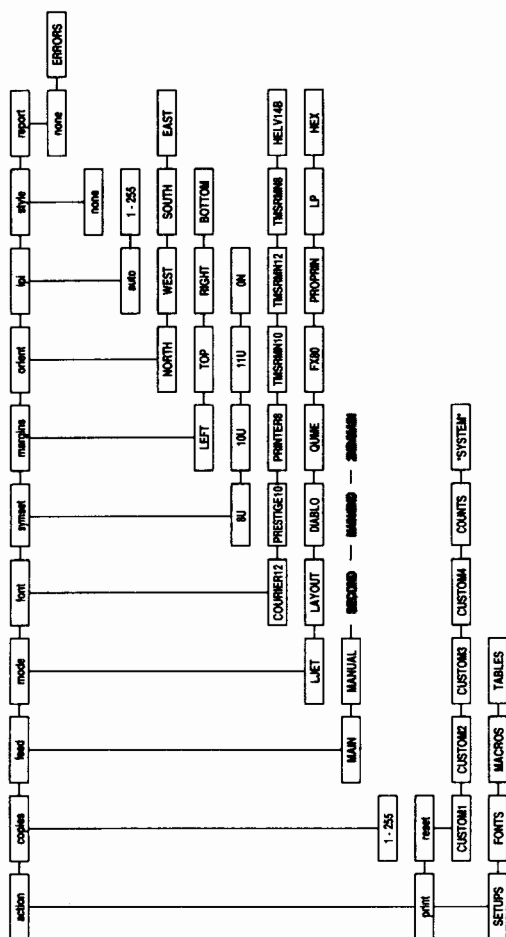 action copies feed mode font symset margins orient lpi style report
none ERRORS
none
auto 1 - 255
NORTH WEST SOUTH EAST
LEFT TOP RIGHT BOTTOM
8U 10U 11U 0N
COURIER12 PRESTIGE10 PRINTER8 TMSRMN10 TMSRMN12 TMSRMN8 HELV14B
LJET LAYOUT DIABLO QUME FX80 PROPRIN LP HEX
MAIN MANUAL SECOND
1 - 255
print reset
CUSTOM1 CUSTOM2 CUSTOM3 CUSTOM4 COUNTS *SYSTEM*
SETUPS FONTS MACROS TABLES